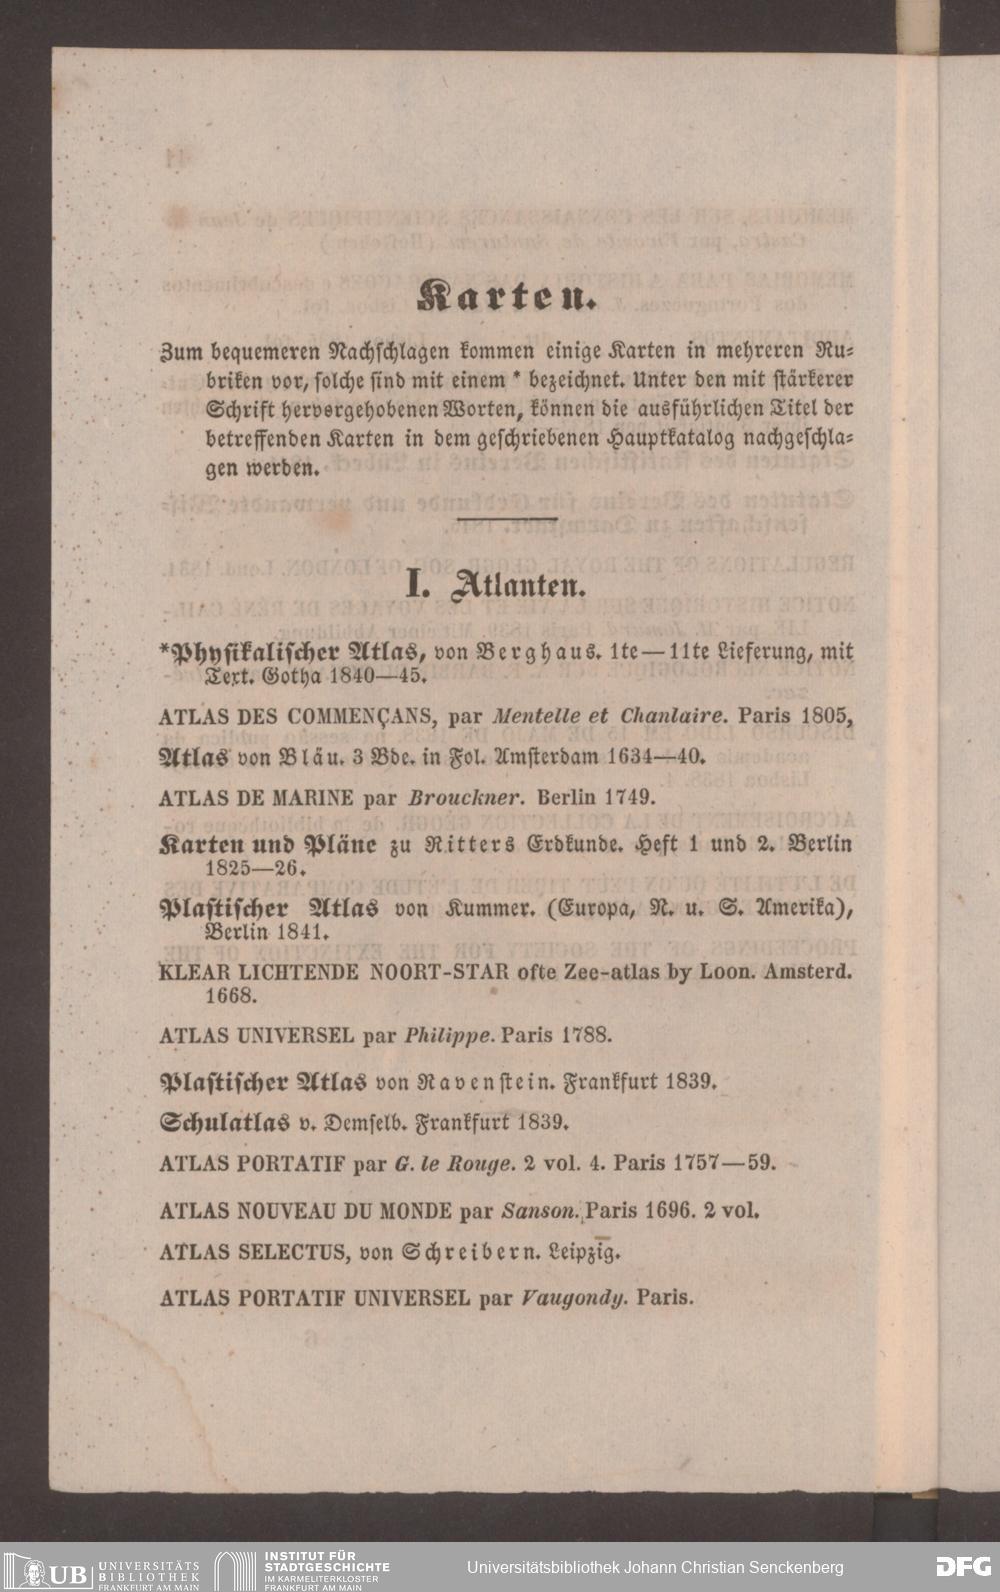 Karten.
Zum bequemeren Nachschlagen kommen einige Karten in mehreren Ru-
briken vor, solche sind mit einem * bezeichnet. Unter den mit stärkerer
Schrift hervorgehobenen Worten, können die ausführlichen Titel der
betreffenden Karten in dem geschriebenen Hauptkatalog nachgeschla-
gen werden.
I. Atlanten.
*Physikalischer Atlas, von Berghaus. 1te—11te Lieferung, mit
Text. Gotha 1840—45.
ATLAS DES COMMENÇANS, par Mentelle et Chanlaire. Paris 1805,
Atlas von Bläu. 3 Bde. in Fol. Amsterdam 1634—40.
ATLAS DE MARINE par Brouckner. Berlin 1749.
Karten und Pläne zu Ritters Erdkunde. Heft 1 und 2. Berlin
1825—26.
Plastischer Atlas von Kummer. (Europa, N. u. S. Amerika),
Berlin 1841.
KLEAR LICHTENDE NOORT-STAR ofte Zee-atlas by Loon. Amsterd.
1668.
ATLAS UNIVERSEL par Philippe. Paris 1788.
Plastischer Atlas von Ravenstein. Frankfurt 1839.
Schulatlas v. Demselb. Frankfurt 1839.
ATLAS PORTATIF par G. le Rouge. 2 vol. 4. Paris 1757—59.
ATLAS NOUVEAU DU MONDE par Sanson. Paris 1696. 2 vol.
ATLAS SELECTUS, von Schreibern. Leipzig.
ATLAS PORTATIF UNIVERSEL par Vaugondy. Paris.
UB UNIVERSITÄTS
BIBLIOTHEK
FRANKFURT AM MAIN
INSTITUT FÜR
STADTGESCHICHTE
IM KARMELITERKLOSTER
FRANKFURT AM MAIN
Universitätsbibliothek Johann Christian Senckenberg
DFG